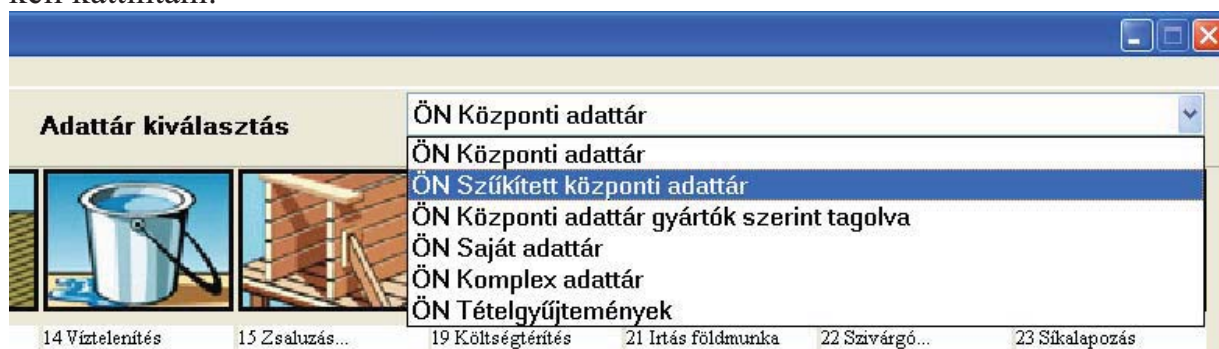 Adattár kiválasztás
ÖN Központi adattár
ÖN Központi adattár
ÖN Szűkített központi adattár
ÖN Központi adattár gyártók szerint tagolva
ÖN Saját adattár
ÖN Komplex adattár
ÖN Tételgyűjtemények
14 Víztelenítés 15 Zsaluzás... 19 Költségtérítés 21 Irtás földmunka 22 Szivárgó... 23 Síkalapozás